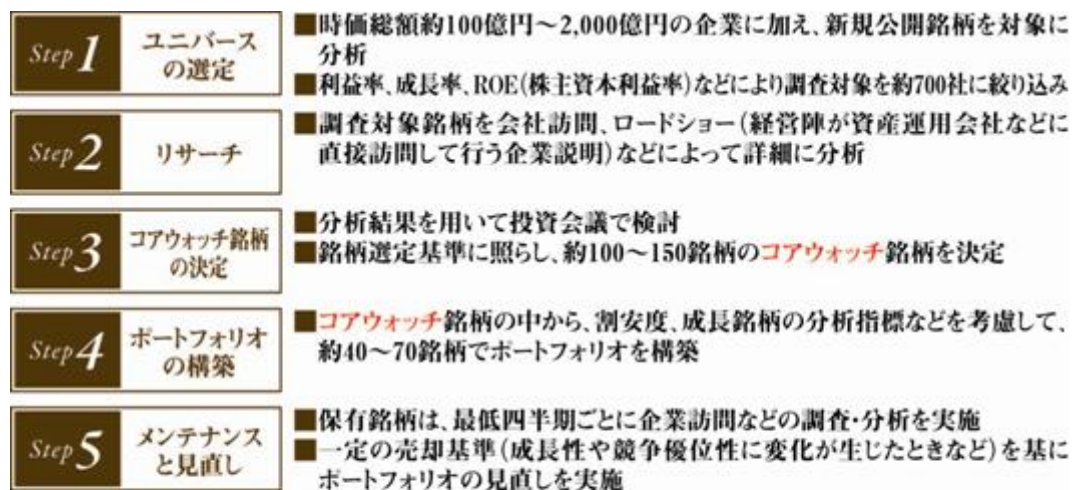 Step 1
ユニバース
の選定
■時価総額約100億円～2,000億円の企業に加え、新規公開銘柄を対象に
分析
■利益率、成長率、ROE（株主資本利益率）などにより調査対象を約700社に絞り込み
Step 2
リサーチ
■調査対象銘柄を会社訪問、ロードショー（経営陣が資産運用会社などに
直接訪問して行う企業説明）などによって詳細に分析
Step 3
コアウォッチ銘柄
の決定
■分析結果を用いて投資会議で検討
■銘柄選定基準に照らし、約100～150銘柄のコアウォッチ銘柄を決定
Step 4
ポートフォリオ
の構築
■コアウォッチ銘柄の中から、割安度、成長銘柄の分析指標などを考慮して、
約40～70銘柄でポートフォリオを構築
Step 5
メンテナンス
と見直し
■保有銘柄は、最低四半期ごとに企業訪問などの調査・分析を実施
■一定の売却基準（成長性や競争優位性に変化が生じたときなど）を基に
ポートフォリオの見直しを実施